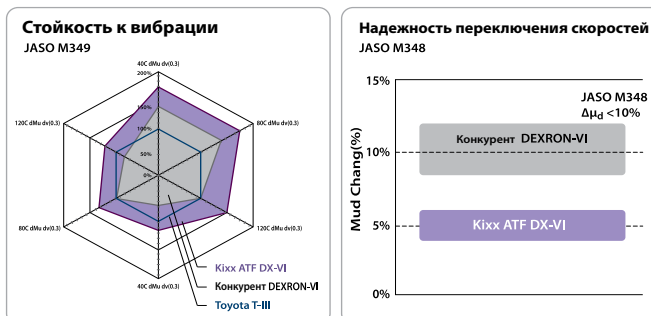 Стойкость к вибрации
JASO M349
40C dMu dv(0.3)
200%
150%
100%
50%
0%
120C dMu dv(0.3)
80C dMu dv(0.3)
80C dMu dv(0.3)
120C dMu dv(0.3)
40C dMu dv(0.3)
Kixx ATF DX-VI
Конкурент DEXRON-VI
Toyota T-III
Надежность переключения скоростей
JASO M348
Mud Chang(%)
15%
10%
5%
0%
JASO M348
Δμd <10%
Конкурент DEXRON-VI
Kixx ATF DX-VI